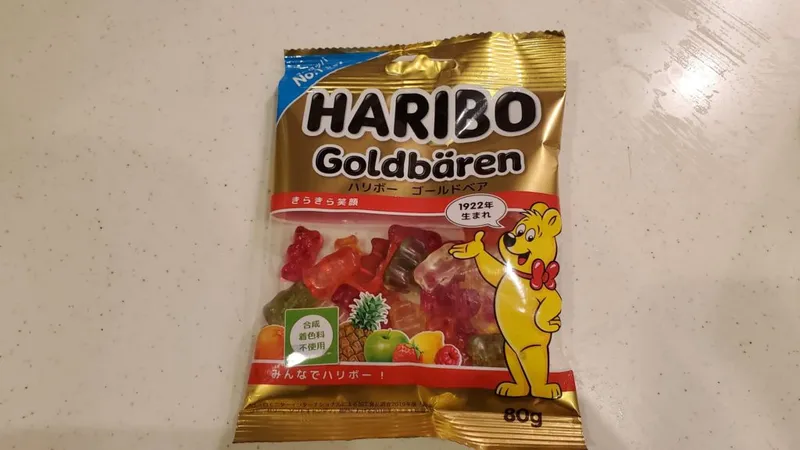 No.1
HARIBO
Goldbären
ハリボー ゴールドベア
きらきら笑顔
1922年
生まれ
合成
着色料
不使用
みんなでハリボー!
80g